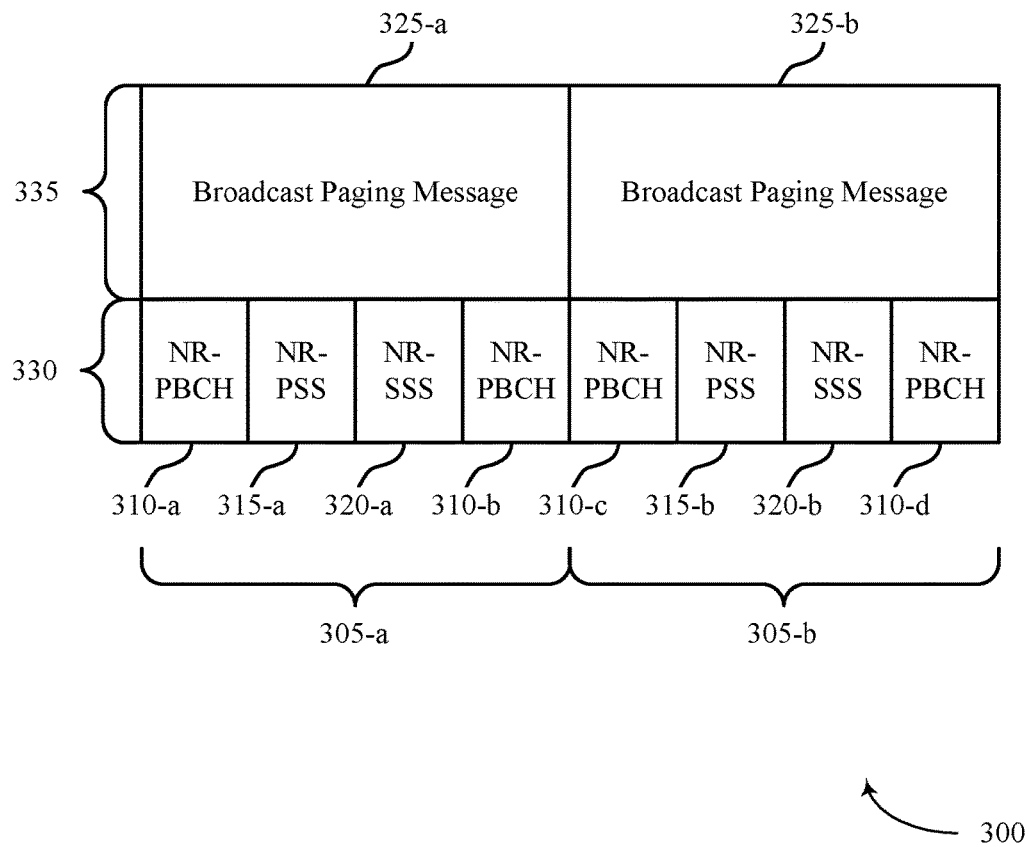 325-a 325-b
335
Broadcast Paging Message Broadcast Paging Message
330
NR- NR- NR- NR- NR- NR- NR- NR-
PBCH PSS SSS PBCH PBCH PSS SSS PBCH
310-a 315-a 320-a 310-b 310-c 315-b 320-b 310-d
305-a 305-b
300